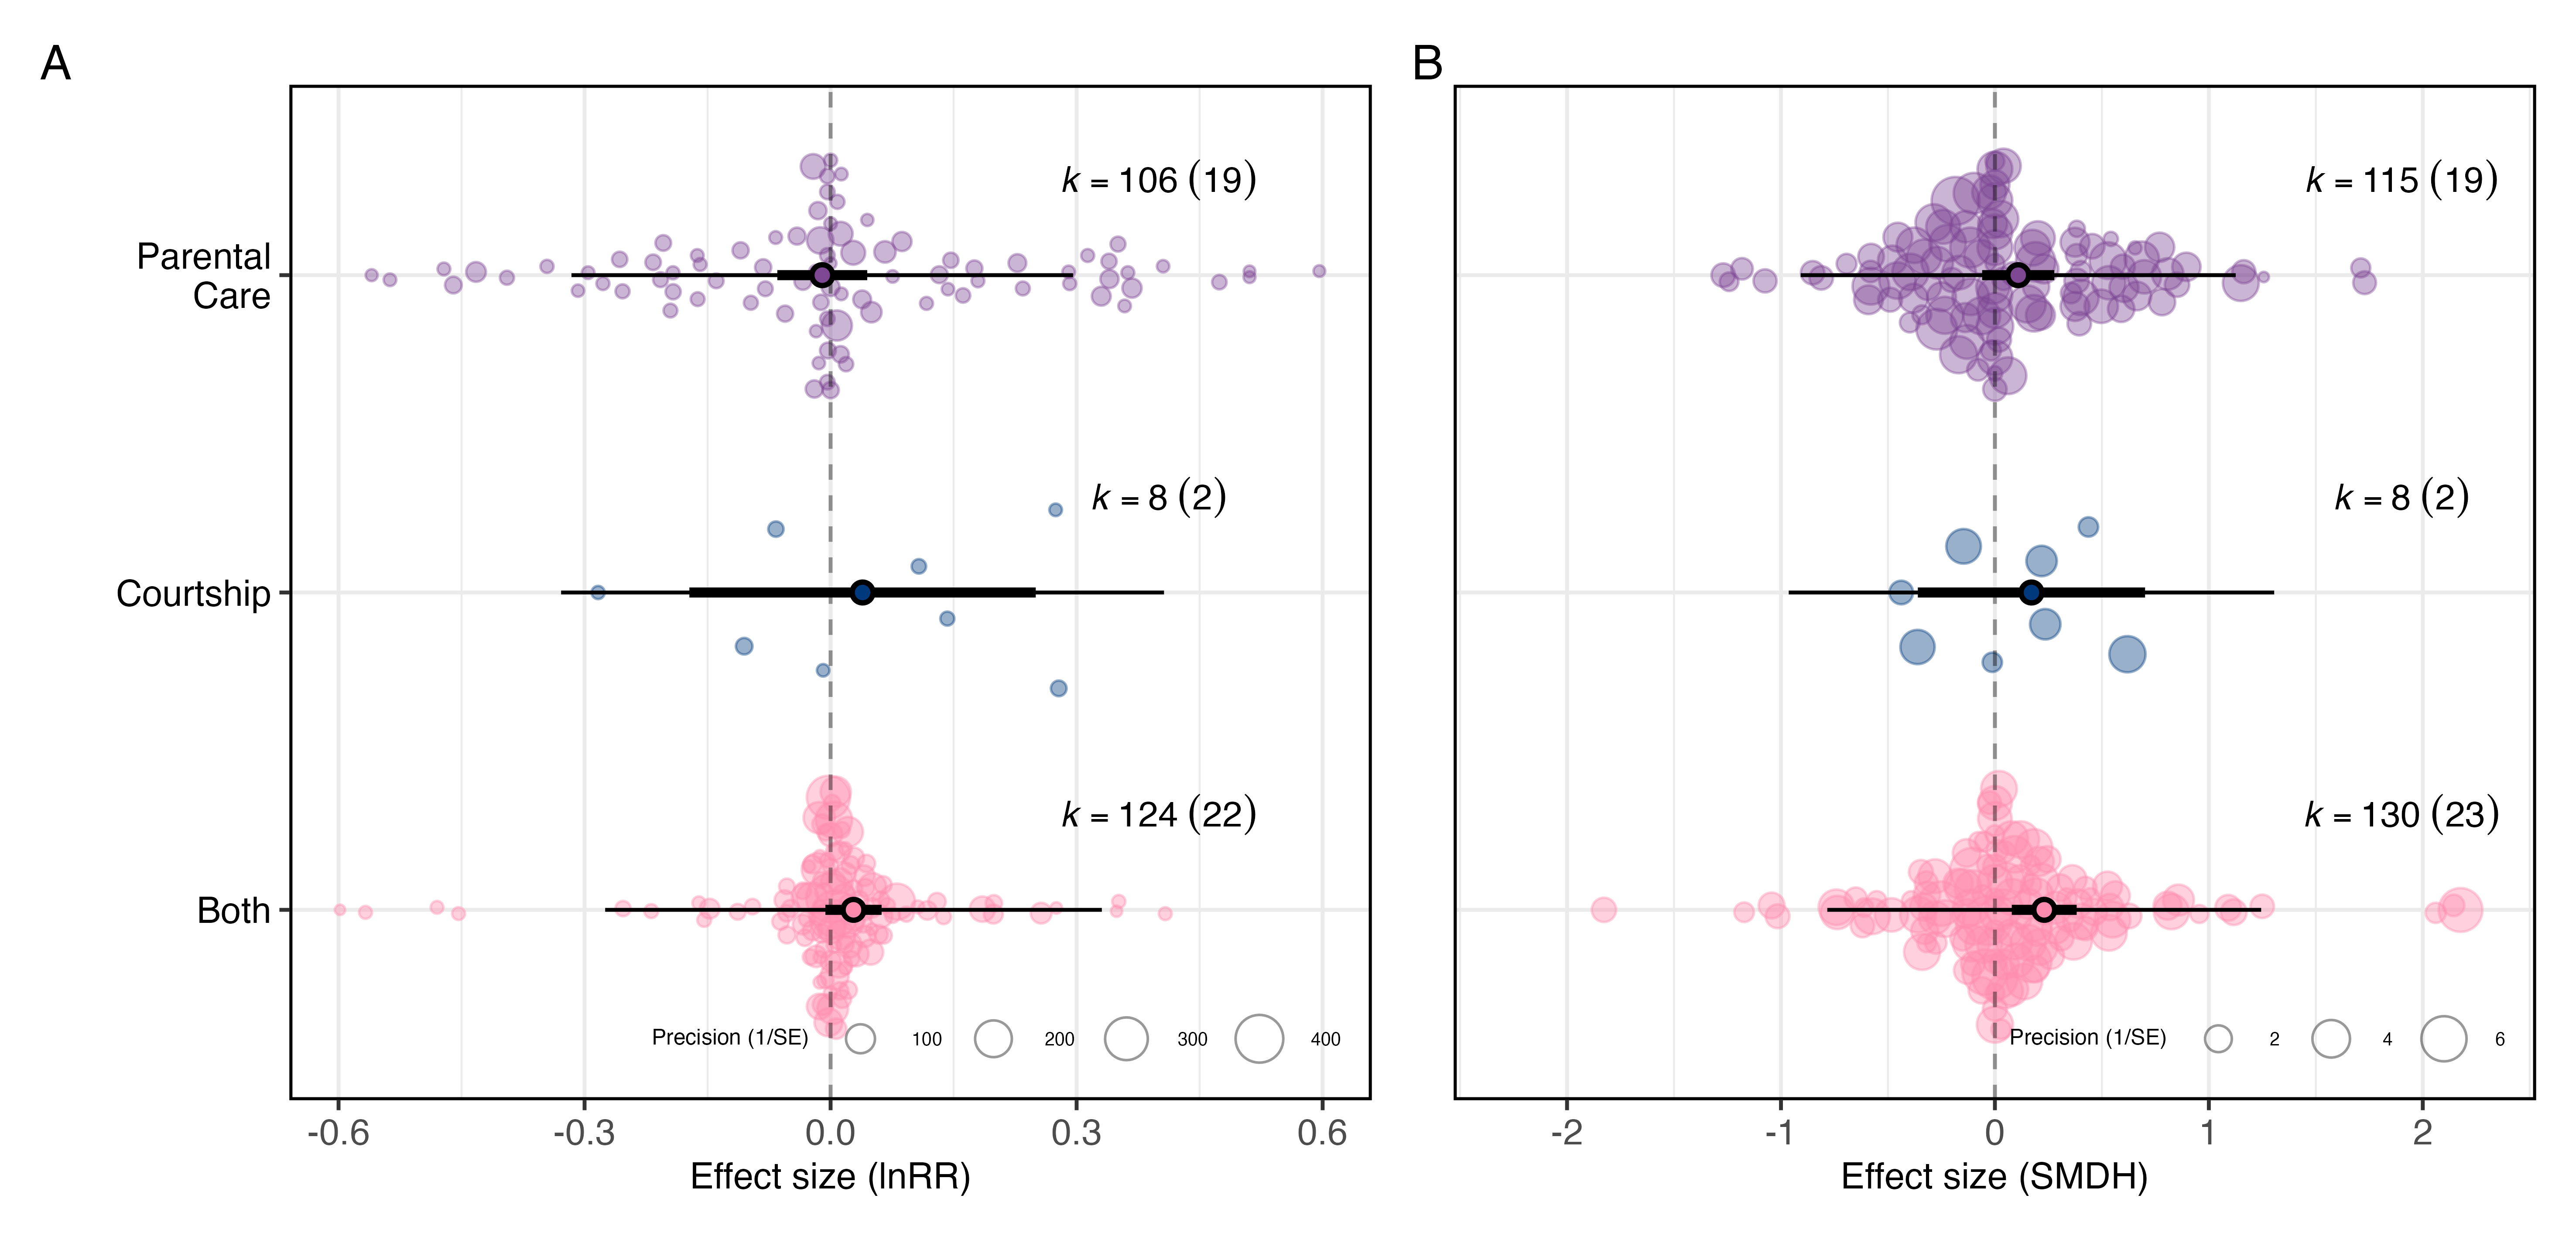 A
Parental
Care
Courtship
Both
k = 106 (19)
k = 8 (2)
k = 124 (22)
Precision (1/SE) 100 200 300 400
-0.6 -0.3 0.0 0.3 0.6
Effect size (lnRR)
B
k = 115 (19)
k = 8 (2)
k = 130 (23)
Precision (1/SE) 2 4 6
-2 -1 0 1 2
Effect size (SMDH)